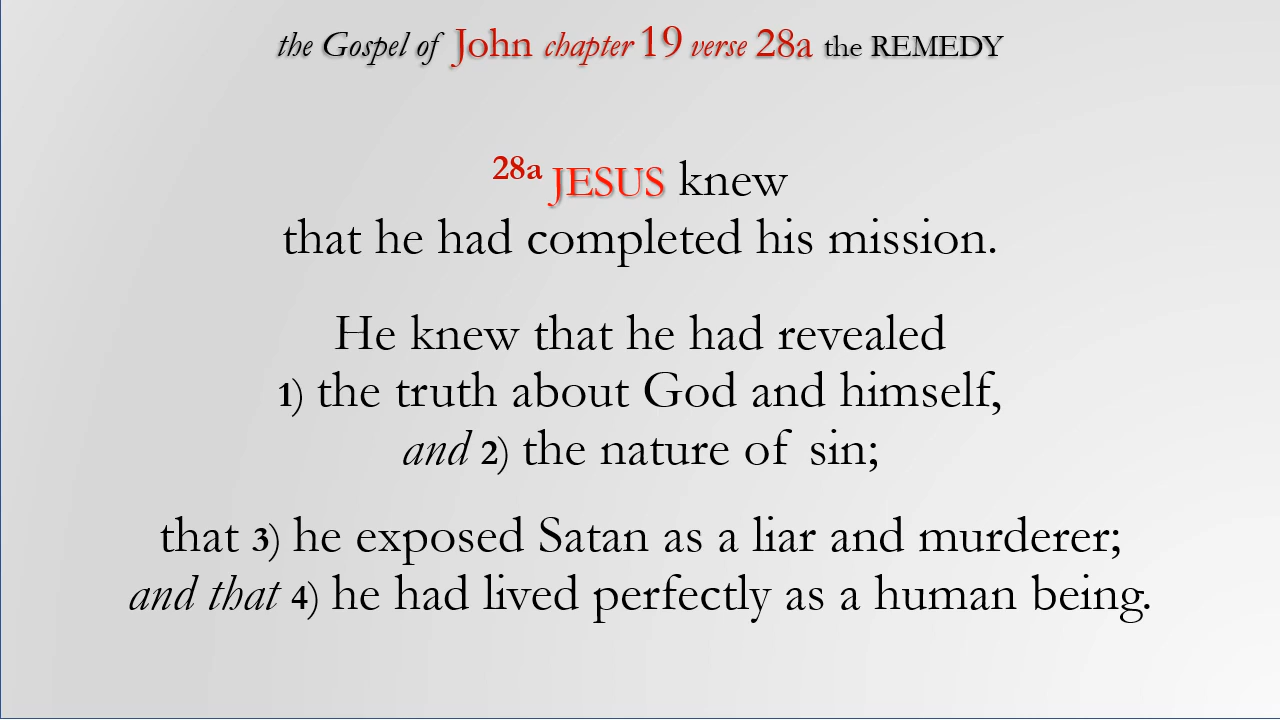 the Gospel of John chapter 19 verse 28a the REMEDY
28a JESUS knew
that he had completed his mission.
He knew that he had revealed
1) the truth about God and himself,
and 2) the nature of sin;
that 3) he exposed Satan as a liar and murderer;
and that 4) he had lived perfectly as a human being.